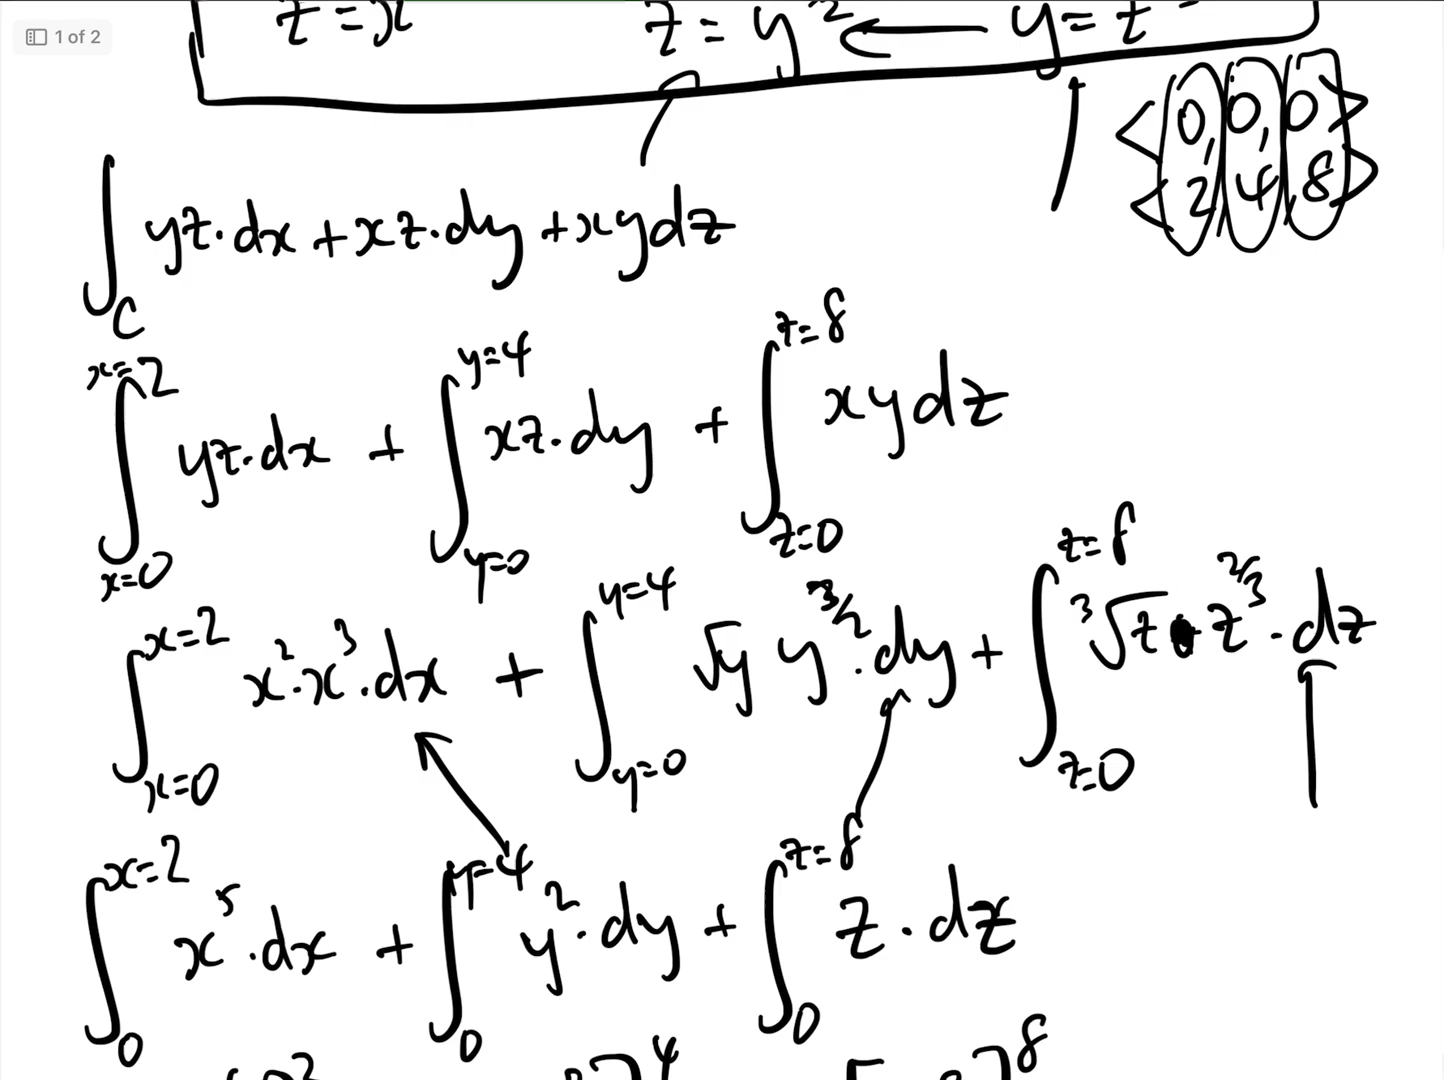 1 of 2
z = x z = y ← y = t
<0, 0, 0>
<2, 4, 8>
∫_C yz·dx + xz·dy + xydz
∫_{x=0}^{x=2} yz·dx + ∫_{y=0}^{y=4} xz·dy + ∫_{z=0}^{z=8} xydz
∫_{x=0}^{x=2} x²·x³·dx + ∫_{y=0}^{y=4} √y y^{3/2}·dy + ∫_{z=0}^{z=8} ³√z · z^{2/3}·dz
∫_0^{x=2} x⁵·dx + ∫_0^{y=4} y²·dy + ∫_0^{z=8} z·dz